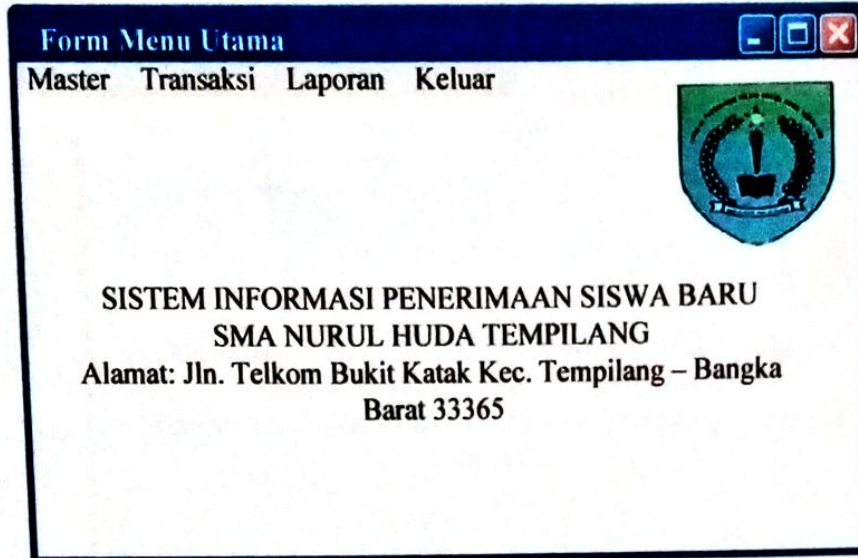 Form Menu Utama
Master Transaksi Laporan Keluar
SISTEM INFORMASI PENERIMAAN SISWA BARU
SMA NURUL HUDA TEMPILANG
Alamat: Jln. Telkom Bukit Katak Kec. Tempilang – Bangka
Barat 33365